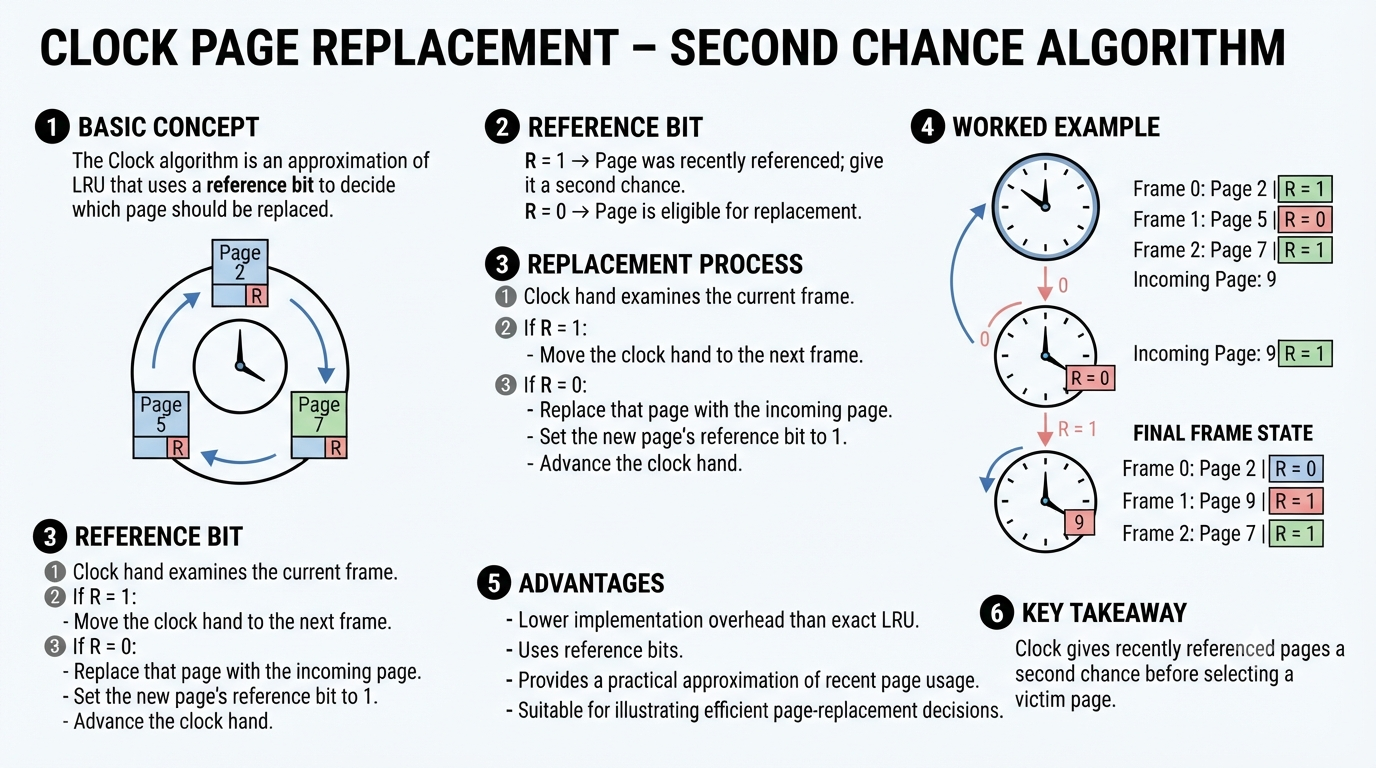 CLOCK PAGE REPLACEMENT – SECOND CHANCE ALGORITHM
1 BASIC CONCEPT
The Clock algorithm is an approximation of
LRU that uses a reference bit to decide
which page should be replaced.
Page
2
R
Page
5
R
Page
7
R
3 REFERENCE BIT
1 Clock hand examines the current frame.
2 If R = 1:
- Move the clock hand to the next frame.
3 If R = 0:
- Replace that page with the incoming page.
- Set the new page's reference bit to 1.
- Advance the clock hand.
2 REFERENCE BIT
R = 1 → Page was recently referenced; give
it a second chance.
R = 0 → Page is eligible for replacement.
3 REPLACEMENT PROCESS
1 Clock hand examines the current frame.
2 If R = 1:
- Move the clock hand to the next frame.
3 If R = 0:
- Replace that page with the incoming page.
- Set the new page's reference bit to 1.
- Advance the clock hand.
5 ADVANTAGES
- Lower implementation overhead than exact LRU.
- Uses reference bits.
- Provides a practical approximation of recent page usage.
- Suitable for illustrating efficient page-replacement decisions.
4 WORKED EXAMPLE
Frame 0: Page 2 | R = 1
Frame 1: Page 5 | R = 0
Frame 2: Page 7 | R = 1
Incoming Page: 9
0
0
R = 0
Incoming Page: 9 R = 1
R = 1
9
FINAL FRAME STATE
Frame 0: Page 2 | R = 0
Frame 1: Page 9 | R = 1
Frame 2: Page 7 | R = 1
6 KEY TAKEAWAY
Clock gives recently referenced pages a
second chance before selecting a
victim page.